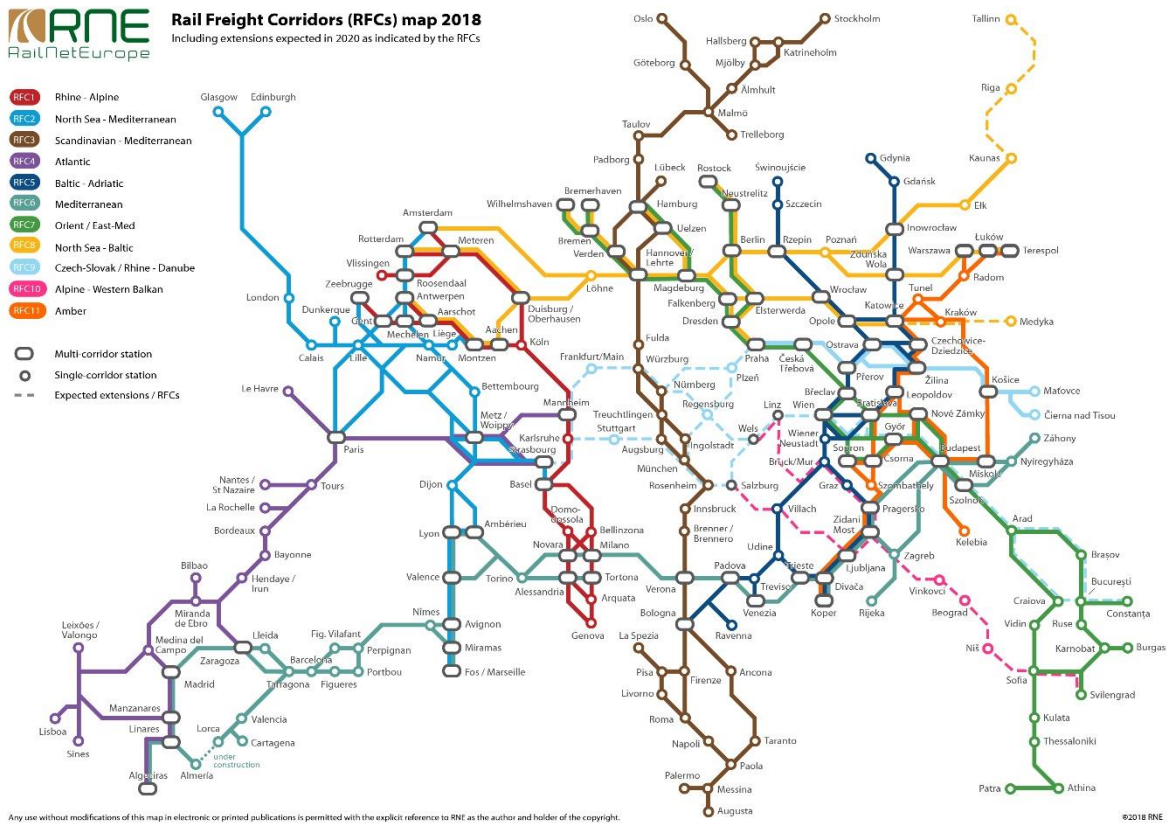 RNE
RailNetEurope
Rail Freight Corridors (RFCs) map 2018
Including extensions expected in 2020 as indicated by the RFCs
RFC1 Rhine - Alpine
RFC2 North Sea - Mediterranean
RFC3 Scandinavian - Mediterranean
RFC4 Atlantic
RFC5 Baltic - Adriatic
RFC6 Mediterranean
RFC7 Orient / East-Med
RFC8 North Sea - Baltic
RFC9 Czech-Slovak / Rhine - Danube
RFC10 Alpine - Western Balkan
RFC11 Amber
Multi-corridor station
Single-corridor station
Expected extensions / RFCs
Glasgow
Edinburgh
London
Dunkerque
Calais
Lille
Zeebrugge
Gent
Mechelen
Amsterdam
Rotterdam
Meteren
Vlissingen
Roosendaal
Antwerpen
Aarschot
Liège
Aachen
Namur
Montzen
Duisburg /
Oberhausen
Köln
Bettembourg
Metz /
Woippy
Mannheim
Karlsruhe
Strasbourg
Basel
Le Havre
Paris
Nantes /
St Nazaire
Tours
La Rochelle
Bordeaux
Bayonne
Hendaye /
Irun
Bilbao
Miranda
de Ebro
Leixões /
Valongo
Medina del
Campo
Zaragoza
Lleida
Madrid
Manzanares
Linares
Lisboa
Sines
Algeciras
Almería
Lorca
under
construction
Valencia
Cartagena
Tarragona
Barcelona
Fig. Vilafant
Figueres
Perpignan
Portbou
Dijon
Lyon
Ambérieu
Valence
Nîmes
Avignon
Miramas
Fos / Marseille
Torino
Domo-
dossola
Bellinzona
Novara
Milano
Alessandria
Tortona
Arquata
Genova
Oslo
Göteborg
Stockholm
Hallsberg
Katrineholm
Mjölby
Älmhult
Malmö
Trelleborg
Taulov
Padborg
Lübeck
Hamburg
Uelzen
Bremerhaven
Wilhelmshaven
Bremen
Verden
Hannover/
Lehrte
Löhne
Magdeburg
Rostock
Neustrelitz
Berlin
Falkenberg
Elsterwerda
Dresden
Fulda
Würzburg
Frankfurt/Main
Nürnberg
Regensburg
Treuchtlingen
Stuttgart
Augsburg
Ingolstadt
München
Rosenheim
Salzburg
Wels
Linz
Innsbruck
Brenner /
Brennero
Verona
Bologna
Padova
Treviso
Venezia
Ravenna
La Spezia
Pisa
Livorno
Firenze
Ancona
Roma
Napoli
Taranto
Paola
Palermo
Messina
Augusta
Świnoujście
Szczecin
Rzepin
Poznań
Gdynia
Gdańsk
Inowrocław
Zduńska
Wola
Warszawa
Łuków
Terespol
Radom
Tallinn
Riga
Kaunas
Ełk
Tunel
Kraków
Medyka
Wrocław
Opole
Katowice
Czechowice-
Dziedzice
Praha
Plzeň
Česká
Třebova
Ostrava
Přerov
Břeclav
Žilina
Leopoldov
Bratislava
Nové Zámky
Košice
Maťovce
Čierna nad Tisou
Wien
Wiener
Neustadt
Bruck/Mur
Graz
Villach
Udine
Trieste
Koper
Divača
Ljubljana
Zidani
Most
Pragersko
Sopron
Györ
Csorna
Szombathely
Budapest
Miskolc
Záhony
Nyíregyháza
Szolnok
Kelebia
Zagreb
Rijeka
Vinkovci
Beograd
Niš
Arad
Brașov
București
Craiova
Constanța
Vidin
Ruse
Karnobat
Burgas
Sofia
Svilengrad
Kulata
Thessaloniki
Patra
Athina
Any use without modifications of this map in electronic or printed publications is permitted with the explicit reference to RNE as the author and holder of the copyright.
©2018 RNE